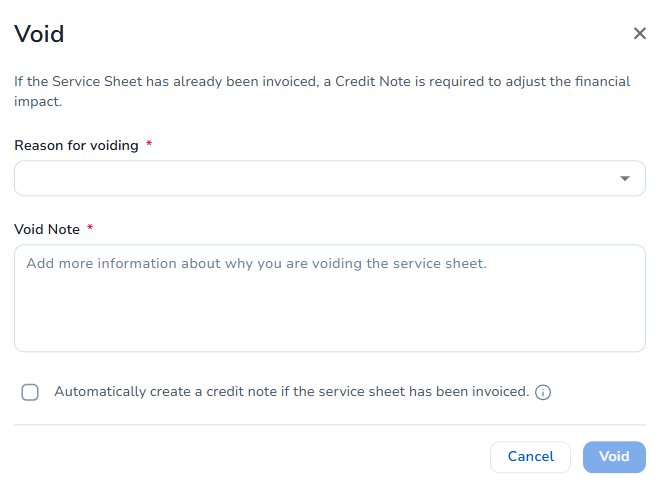 Void
If the Service Sheet has already been invoiced, a Credit Note is required to adjust the financial
impact.
Reason for voiding *
Void Note *
Add more information about why you are voiding the service sheet.
Automatically create a credit note if the service sheet has been invoiced.
Cancel Void